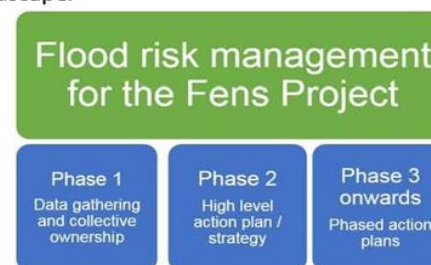 Flood risk management
for the Fens Project
Phase 1
Data gathering
and collective
ownership
Phase 2
High level
action plan /
strategy
Phase 3
onwards
Phased action
plans